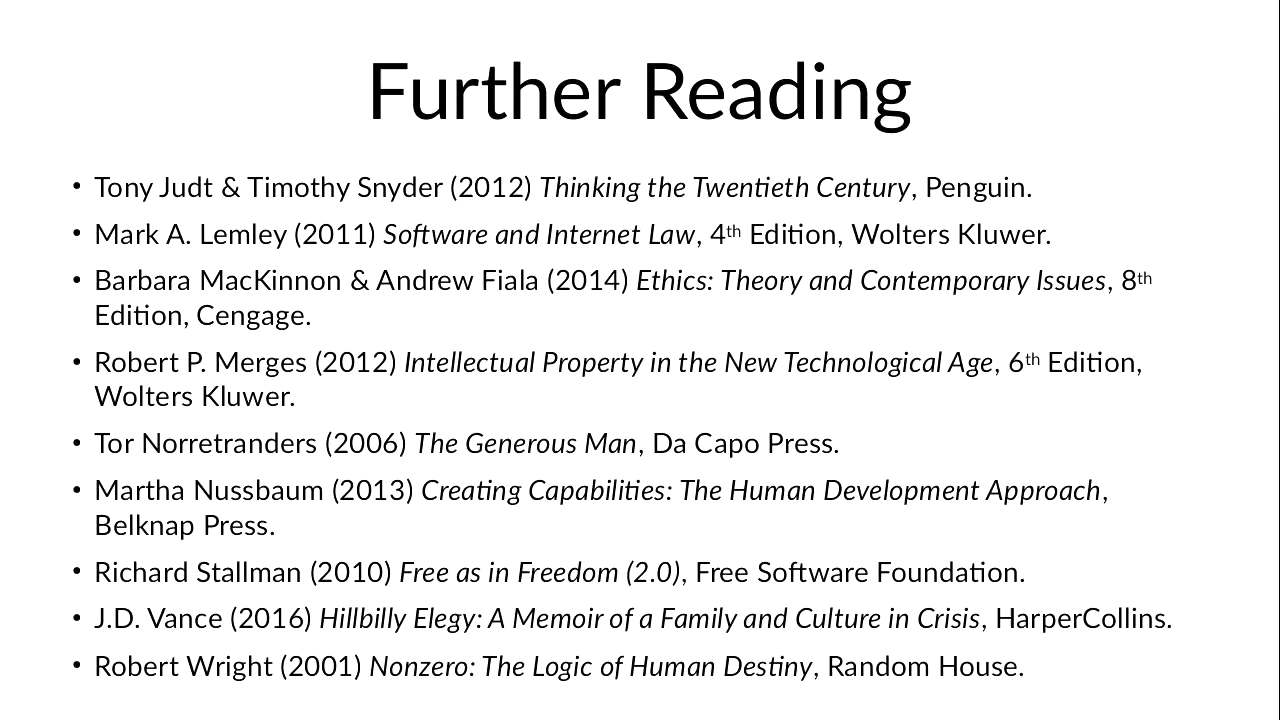 Further Reading
• Tony Judt & Timothy Snyder (2012) Thinking the Twentieth Century, Penguin.
• Mark A. Lemley (2011) Software and Internet Law, 4th Edition, Wolters Kluwer.
• Barbara MacKinnon & Andrew Fiala (2014) Ethics: Theory and Contemporary Issues, 8th
Edition, Cengage.
• Robert P. Merges (2012) Intellectual Property in the New Technological Age, 6th Edition,
Wolters Kluwer.
• Tor Norretranders (2006) The Generous Man, Da Capo Press.
• Martha Nussbaum (2013) Creating Capabilities: The Human Development Approach,
Belknap Press.
• Richard Stallman (2010) Free as in Freedom (2.0), Free Software Foundation.
• J.D. Vance (2016) Hillbilly Elegy: A Memoir of a Family and Culture in Crisis, HarperCollins.
• Robert Wright (2001) Nonzero: The Logic of Human Destiny, Random House.